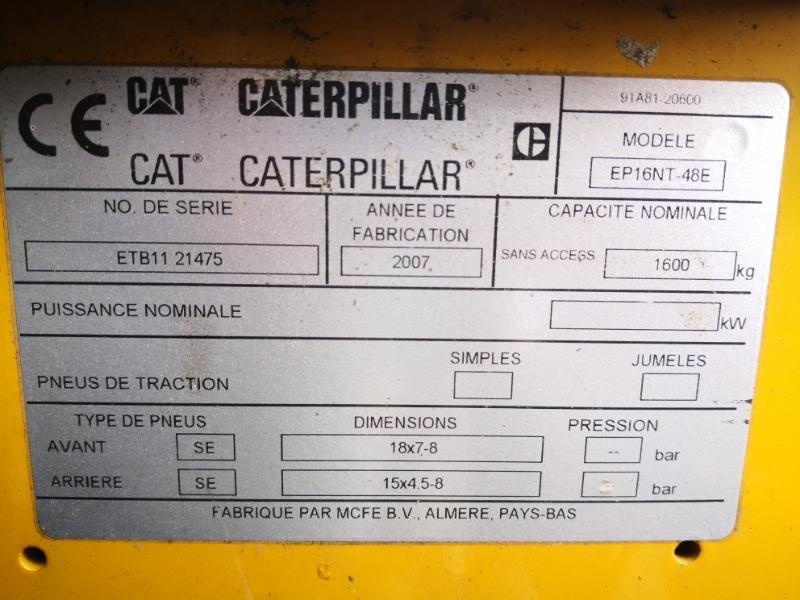 CE CAT® CATERPILLAR®
CAT® CATERPILLAR®
91A81-20600
MODELE
EP16NT-48E
NO. DE SERIE
ETB11 21475
ANNEE DE
FABRICATION
2007
CAPACITE NOMINALE
SANS ACCESS 1600 kg
PUISSANCE NOMINALE kW
SIMPLES JUMELES
PNEUS DE TRACTION
TYPE DE PNEUS DIMENSIONS PRESSION
AVANT SE 18x7-8 -- bar
ARRIERE SE 15x4.5-8 bar
FABRIQUE PAR MCFE B.V., ALMERE, PAYS-BAS